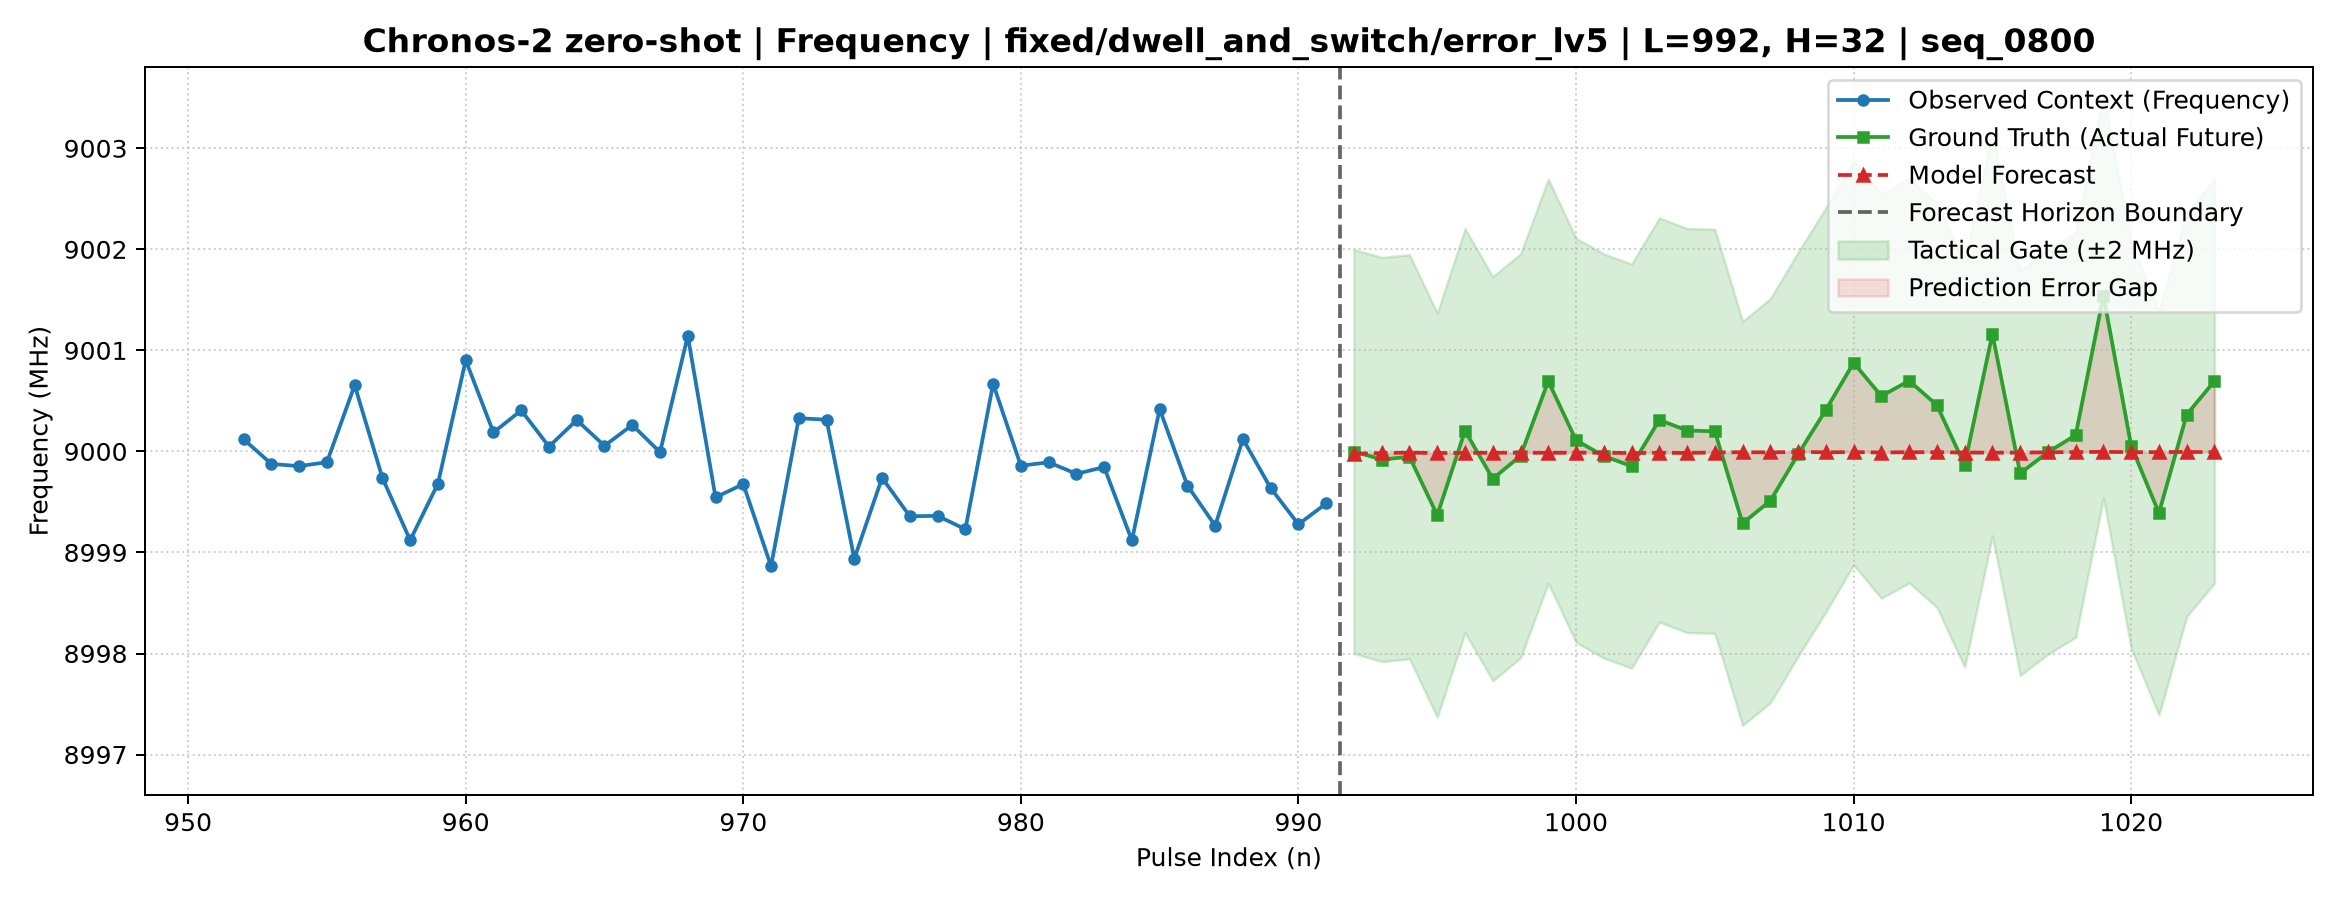 Chronos-2 zero-shot | Frequency | fixed/dwell_and_switch/error_lv5 | L=992, H=32 | seq_0800
Observed Context (Frequency)
Ground Truth (Actual Future)
Model Forecast
Forecast Horizon Boundary
Tactical Gate (±2 MHz)
Prediction Error Gap
Frequency (MHz)
9003
9002
9001
9000
8999
8998
8997
950 960 970 980 990 1000 1010 1020
Pulse Index (n)